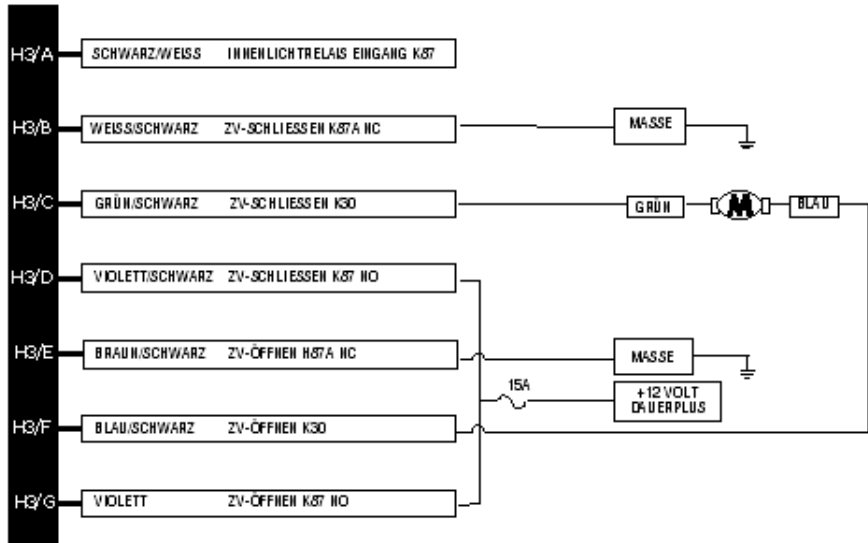 H3/A SCHWARZ/WEISS INNENLICHTRELAIS EINGANG K87
H3/B WEISS/SCHWARZ ZV-SCHLIESSEN K87A NC MASSE
H3/C GRÜN/SCHWARZ ZV-SCHLIESSEN K30 GRÜN M BLAU
H3/D VIOLETT/SCHWARZ ZV-SCHLIESSEN K87 NO
H3/E BRAUN/SCHWARZ ZV-ÖFFNEN H87A NC MASSE
15A +12 VOLT
DAUERPLUS
H3/F BLAU/SCHWARZ ZV-ÖFFNEN K30
H3/G VIOLETT ZV-ÖFFNEN K87 NO